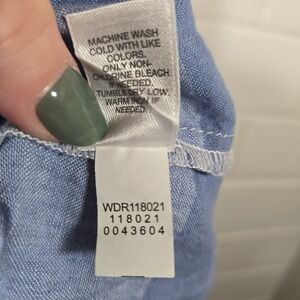 MACHINE WASH
COLD WITH LIKE
COLORS.
ONLY NON-
CHLORINE BLEACH
IF NEEDED.
TUMBLE DRY LOW.
WARM IRON IF
NEEDED.
WDR118021
118021
0043604